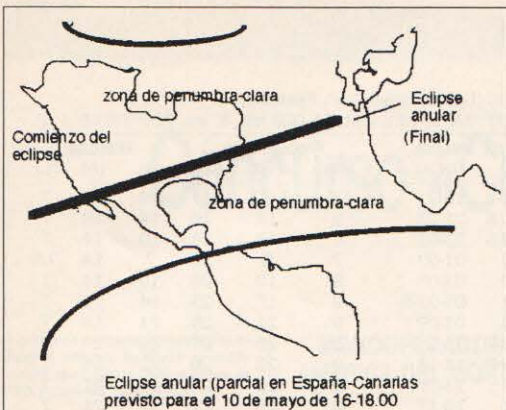 zona de penumbra-clara
Comienzo del
eclipse
Eclipse
anular
(Final)
zona de penumbra-clara
Eclipse anular (parcial en España-Canarias
previsto para el 10 de mayo de 16-18.00